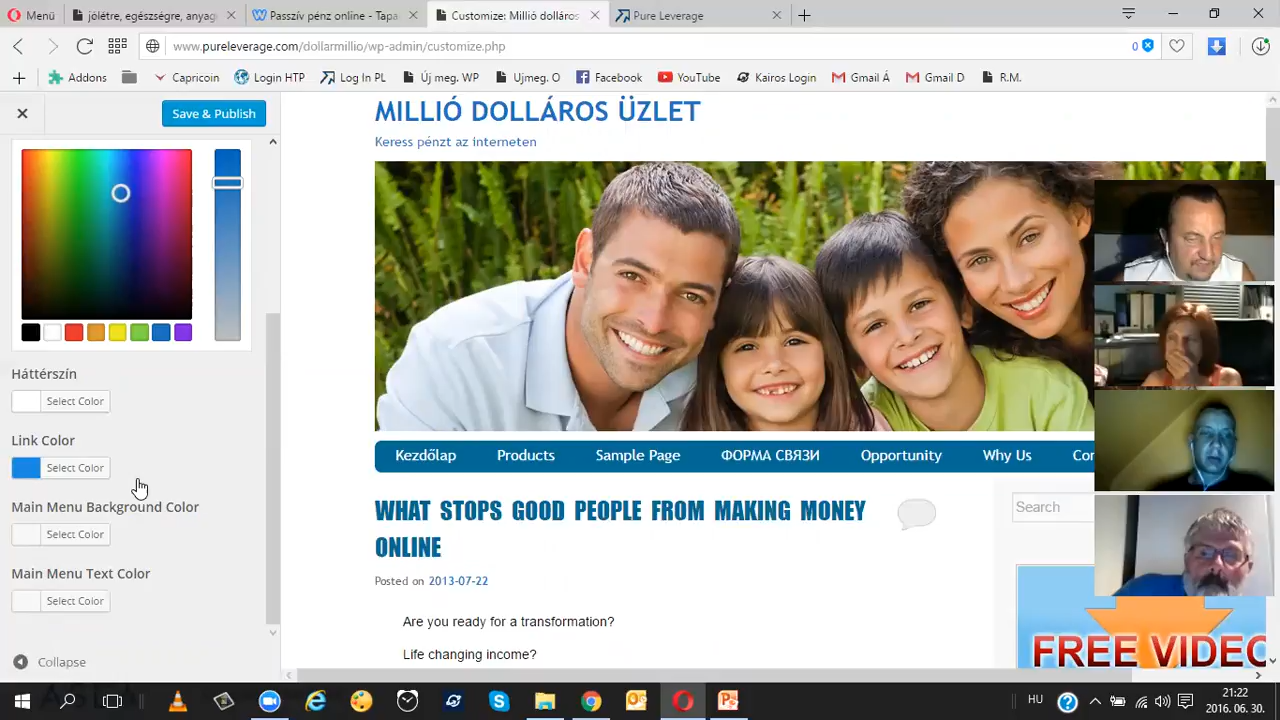 Menü
jólétre, egészségre, anyag
Passzív pénz online - Tapa
Customize: Millió dolláros
Pure Leverage
www.pureleverage.com/dollarmillio/wp-admin/customize.php
0
Addons
Capricoin
Login HTP
Log In PL
Új meg. WP
Ujmeg. O
Facebook
YouTube
Kairos Login
Gmail Á
Gmail D
R.M.
Save & Publish
Háttérszín
Select Color
Link Color
Select Color
Main Menu Background Color
Select Color
Main Menu Text Color
Select Color
Collapse
MILLIÓ DOLLÁROS ÜZLET
Keress pénzt az interneten
Kezdőlap Products Sample Page ФОРМА СВЯЗИ Opportunity Why Us Con
WHAT STOPS GOOD PEOPLE FROM MAKING MONEY
ONLINE
Posted on 2013-07-22
Are you ready for a transformation?
Life changing income?
Search
FREE VIDEO
HU
21:22
2016. 06. 30.